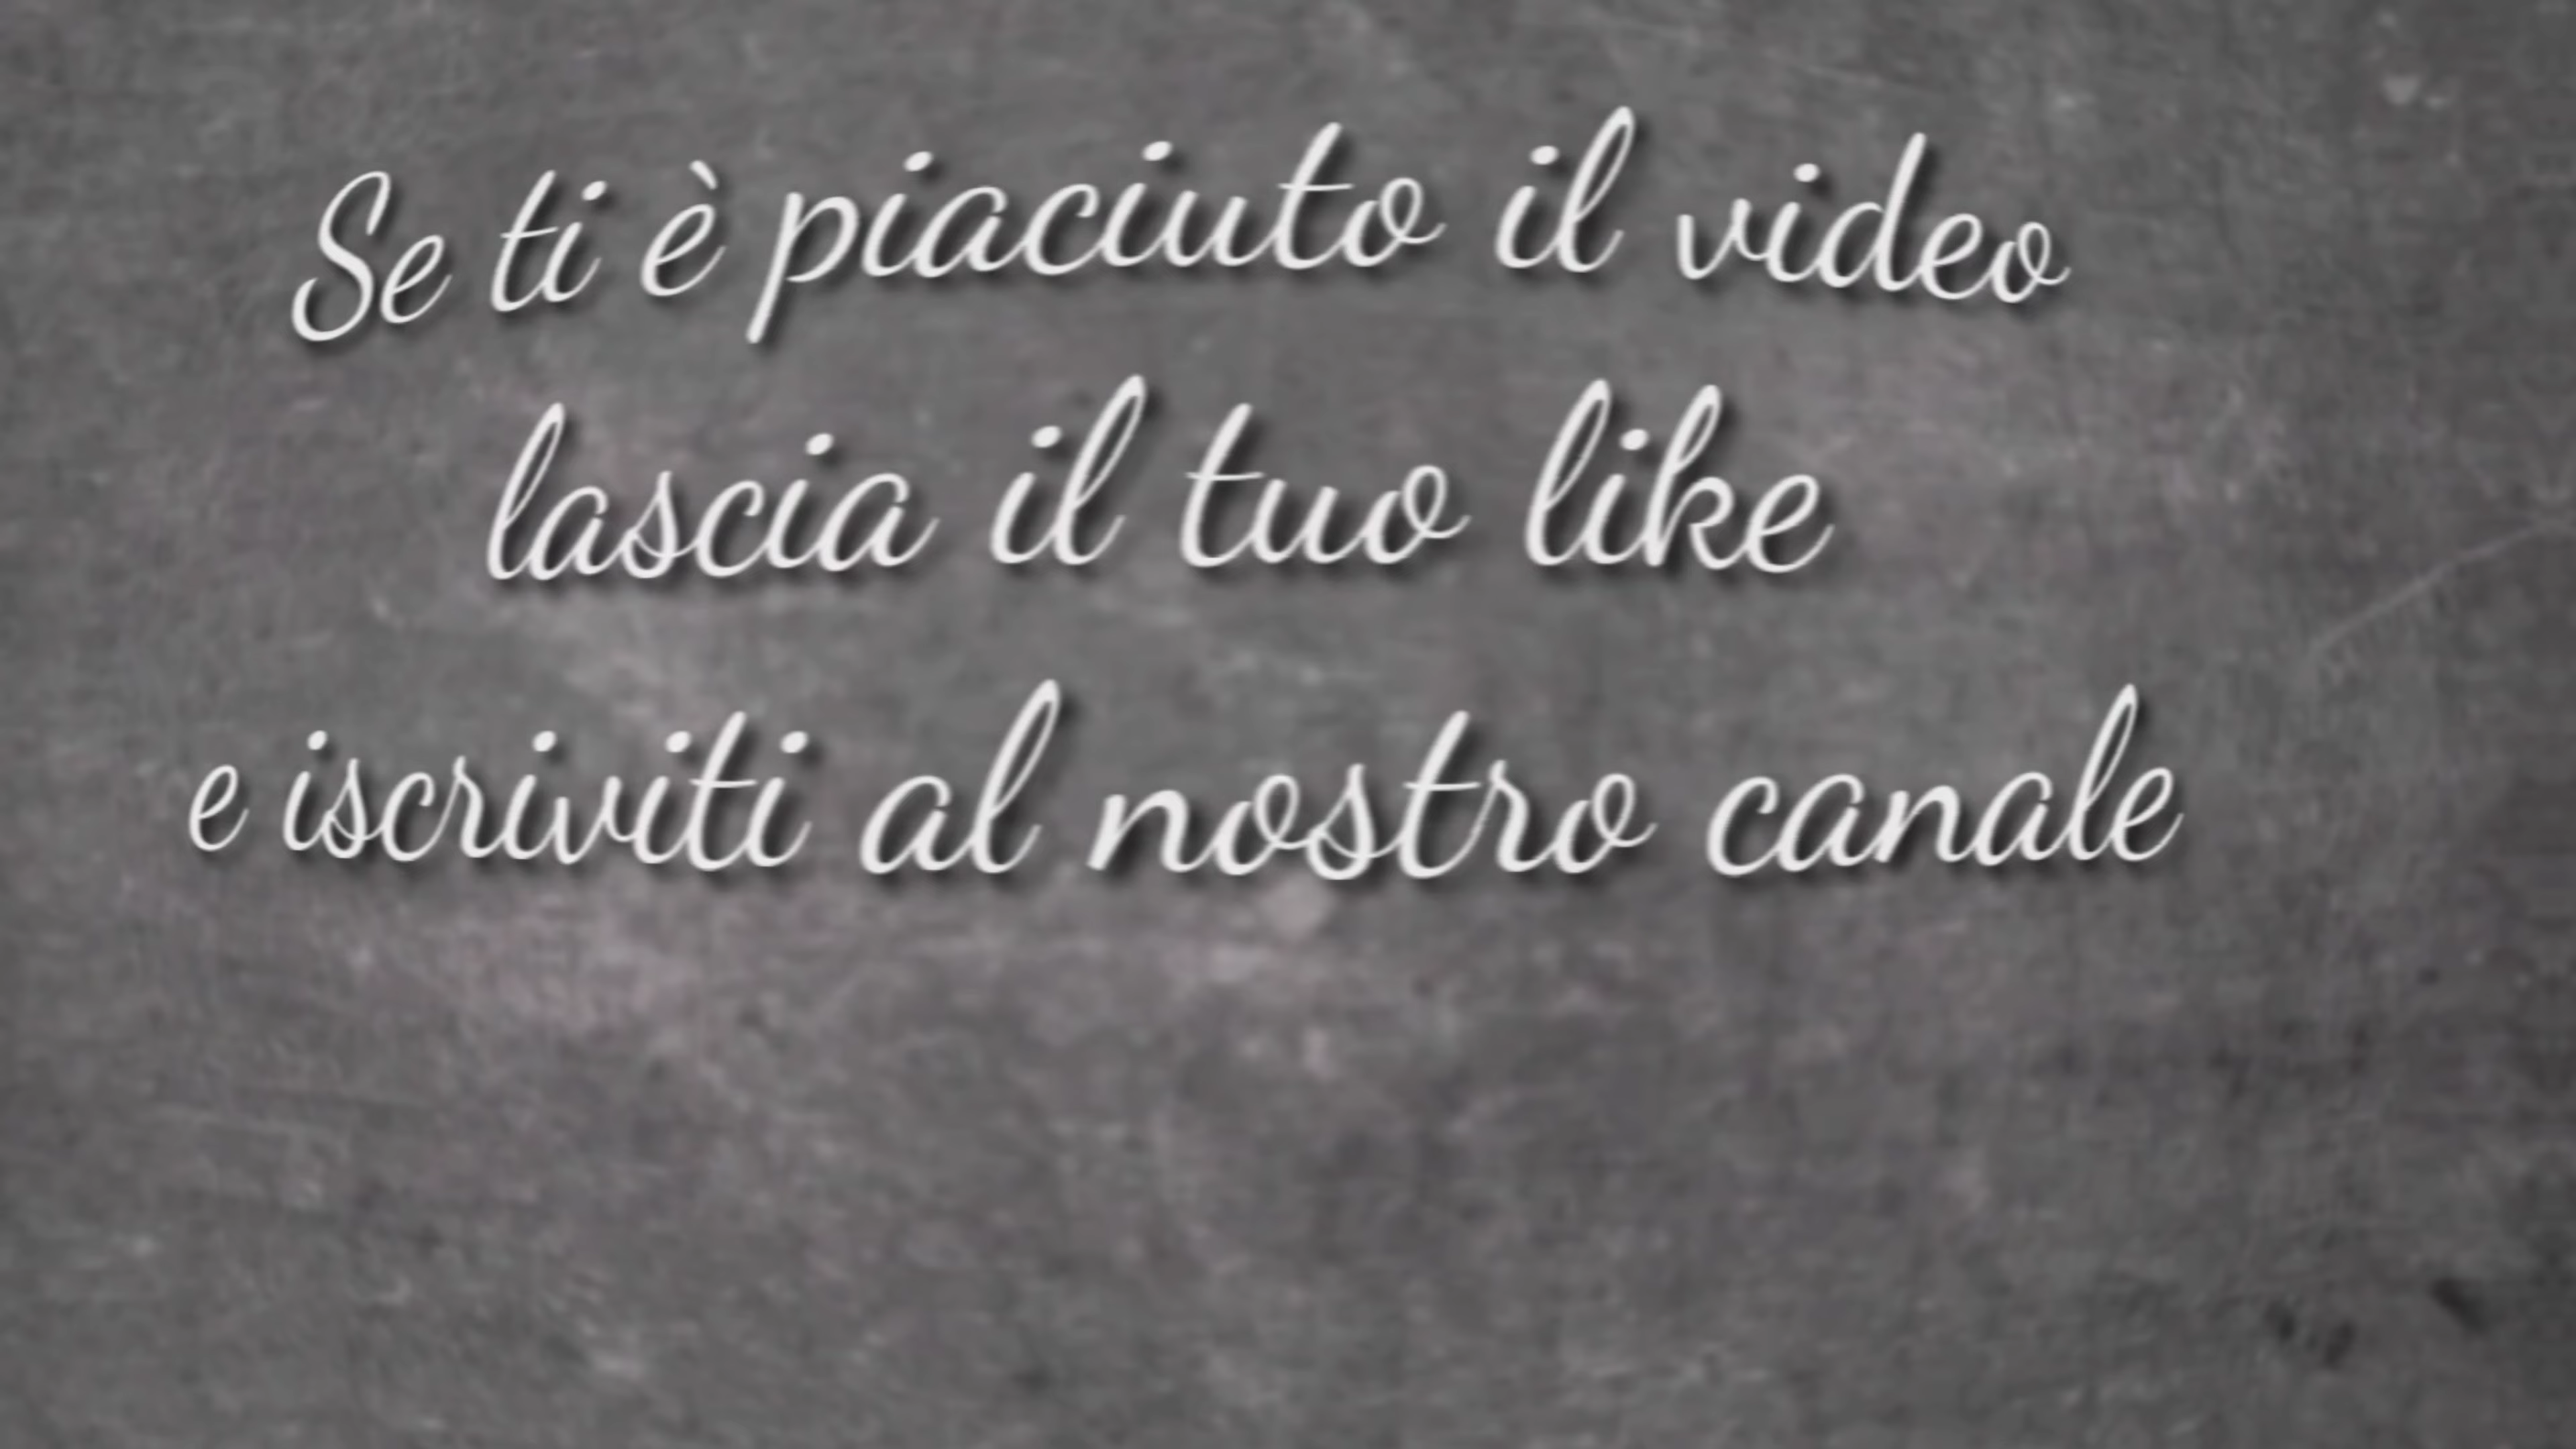 Se ti è piaciuto il video
lascia il tuo like
e iscriviti al nostro canale